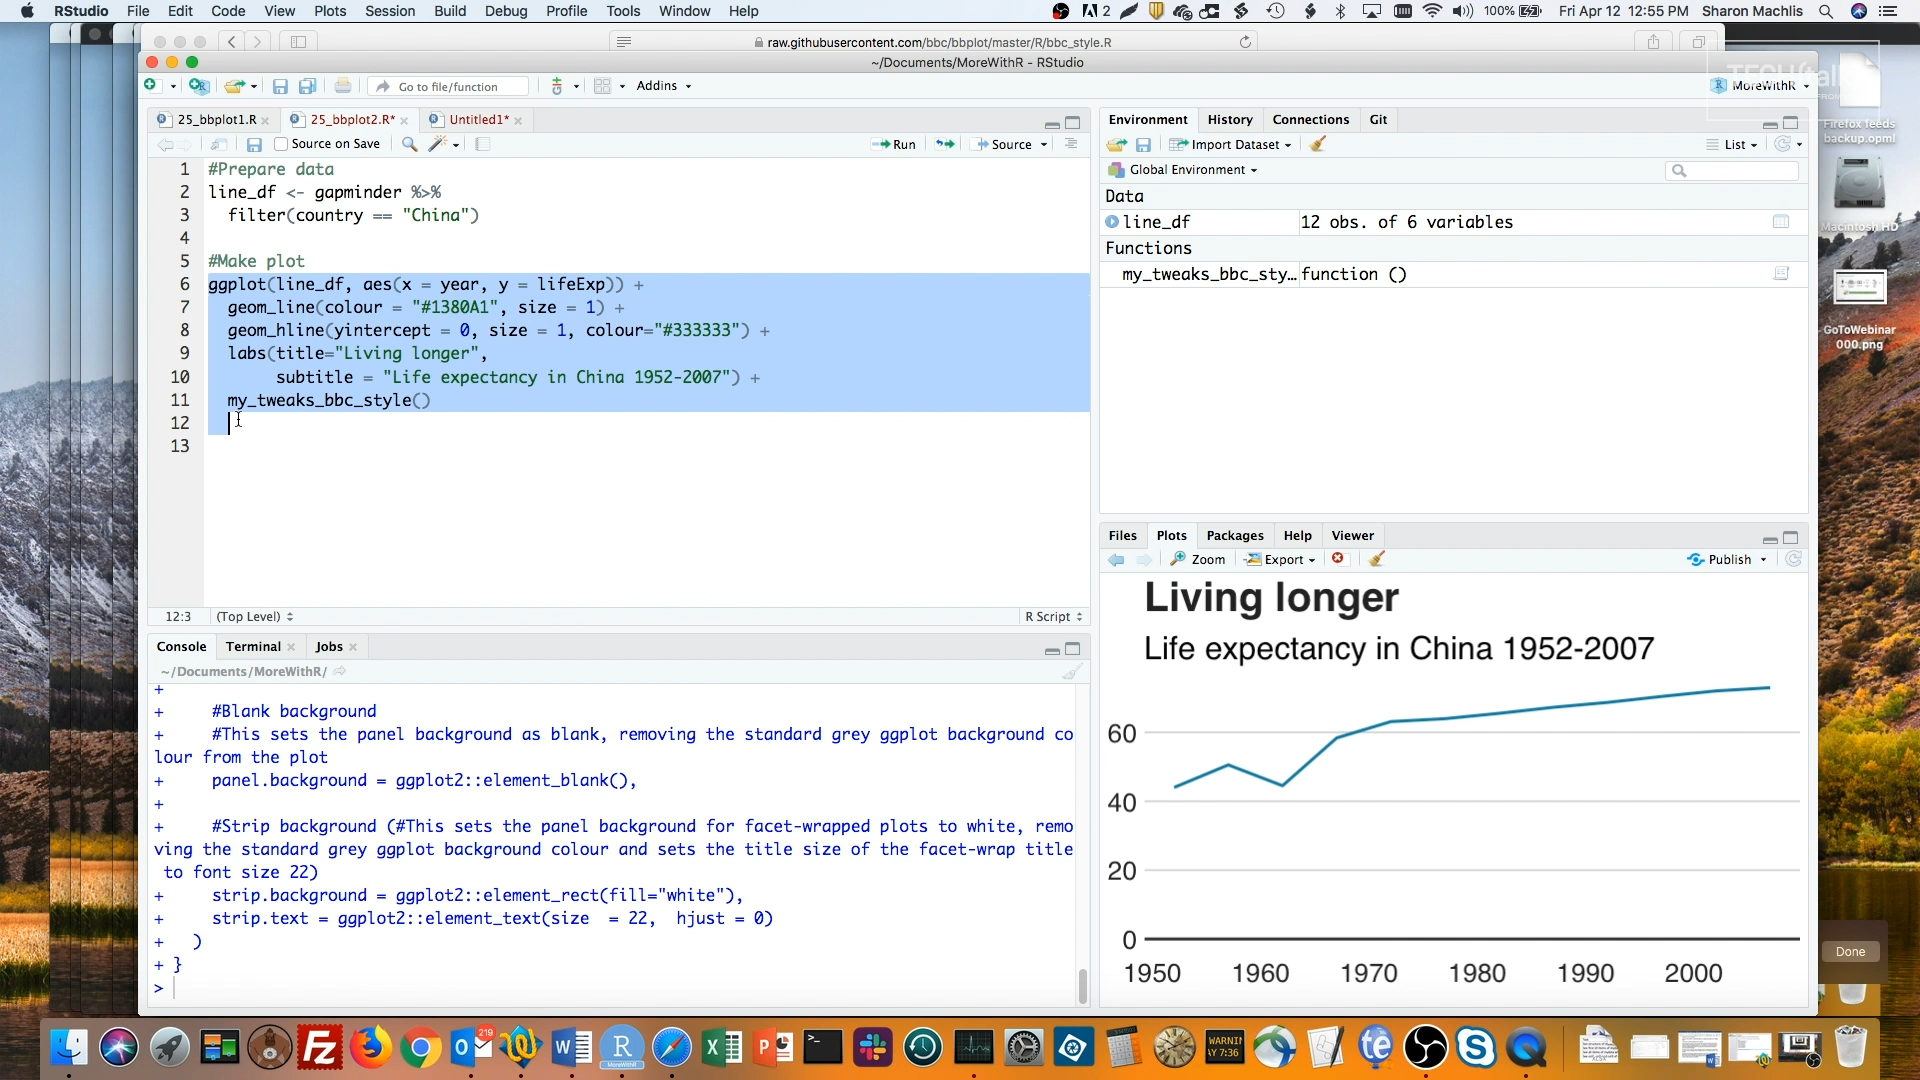 RStudio File Edit Code View Plots Session Build Debug Profile Tools Window Help
2 100% Fri Apr 12 12:55 PM Sharon Machlis
raw.githubusercontent.com/bbc/bbplot/master/R/bbc_style.R
~/Documents/MoreWithR - RStudio
Go to file/function Addins MoreWithR
25_bbplot1.R 25_bbplot2.R* Untitled1*
Source on Save Run Source
1 #Prepare data
2 line_df <- gapminder %>%
3 filter(country == "China")
4
5 #Make plot
6 ggplot(line_df, aes(x = year, y = lifeExp)) +
7 geom_line(colour = "#1380A1", size = 1) +
8 geom_hline(yintercept = 0, size = 1, colour="#333333") +
9 labs(title="Living longer",
10 subtitle = "Life expectancy in China 1952-2007") +
11 my_tweaks_bbc_style()
12
13
12:3 (Top Level) R Script
Console Terminal Jobs
~/Documents/MoreWithR/
+
+ #Blank background
+ #This sets the panel background as blank, removing the standard grey ggplot background co
lour from the plot
+ panel.background = ggplot2::element_blank(),
+
+ #Strip background (#This sets the panel background for facet-wrapped plots to white, remo
ving the standard grey ggplot background colour and sets the title size of the facet-wrap title
to font size 22)
+ strip.background = ggplot2::element_rect(fill="white"),
+ strip.text = ggplot2::element_text(size = 22, hjust = 0)
+ )
+ }
>
Environment History Connections Git
Import Dataset List
Global Environment
Data
line_df 12 obs. of 6 variables
Functions
my_tweaks_bbc_sty… function ()
Files Plots Packages Help Viewer
Zoom Export Publish
Living longer
Life expectancy in China 1952-2007
60
40
20
0
1950 1960 1970 1980 1990 2000
Firefox feeds
backup.opml
Macintosh HD
GoToWebinar
000.png
Done
219